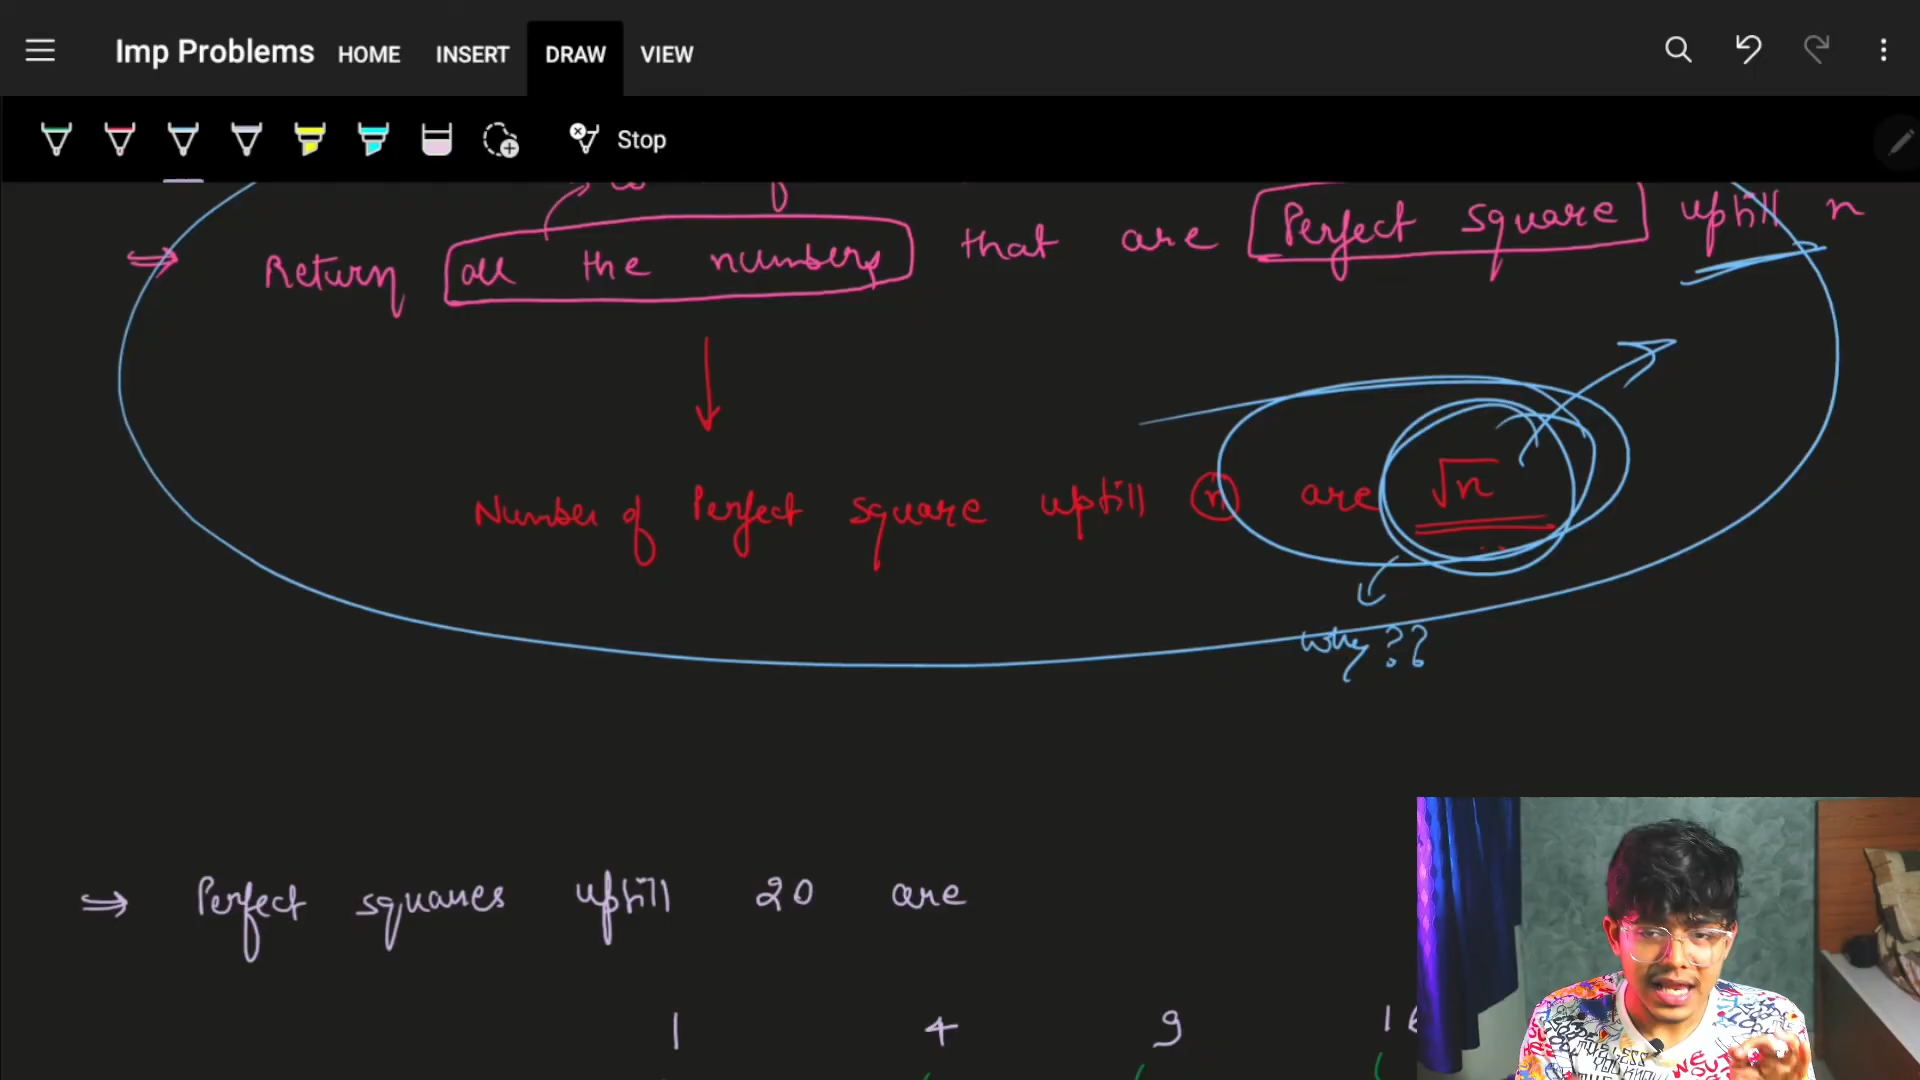 Imp Problems HOME INSERT DRAW VIEW
Stop
Return all the numbers that are Perfect square uptill n
Number of Perfect square uptill n are √n
why??
⇒ Perfect squares uptill 20 are
1 4 9 16